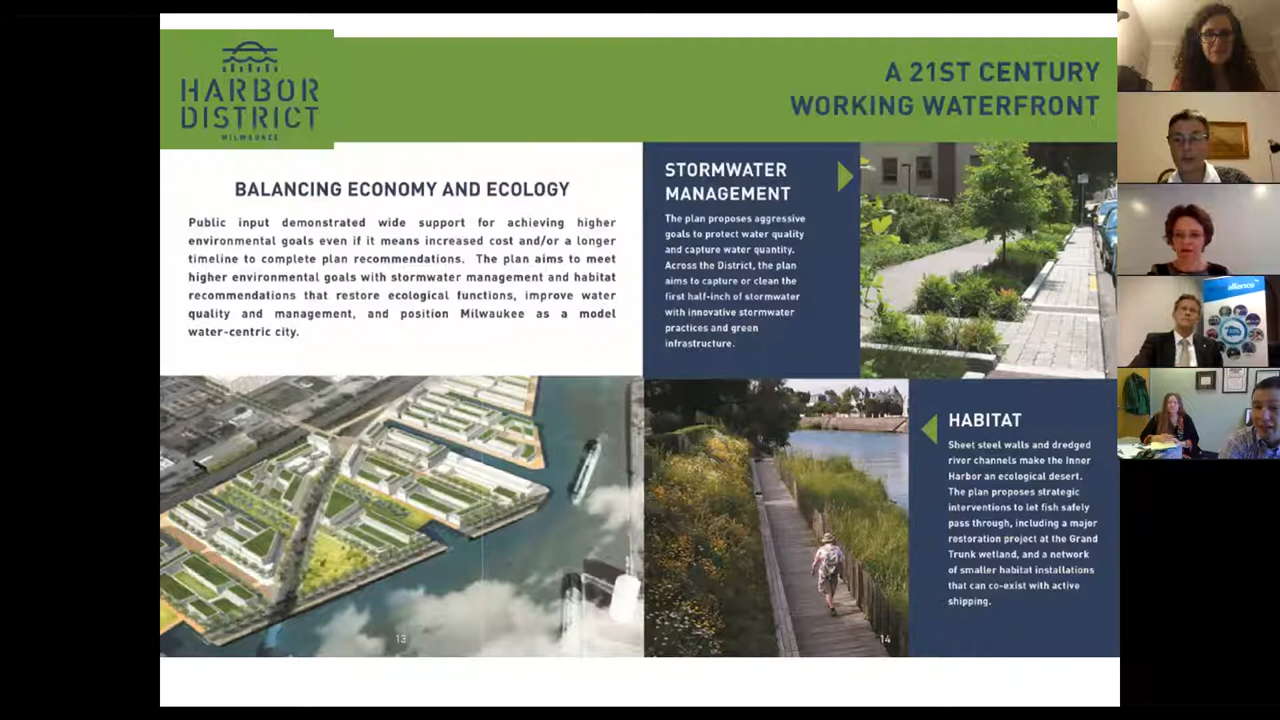 HARBOR
DISTRICT
MILWAUKEE
A 21ST CENTURY
WORKING WATERFRONT
BALANCING ECONOMY AND ECOLOGY
Public input demonstrated wide support for achieving higher
environmental goals even if it means increased cost and/or a longer
timeline to complete plan recommendations. The plan aims to meet
higher environmental goals with stormwater management and habitat
recommendations that restore ecological functions, improve water
quality and management, and position Milwaukee as a model
water-centric city.
STORMWATER
MANAGEMENT
The plan proposes aggressive
goals to protect water quality
and capture water quantity.
Across the District, the plan
aims to capture or clean the
first half-inch of stormwater
with innovative stormwater
practices and green
infrastructure.
HABITAT
Sheet steel walls and dredged
river channels make the Inner
Harbor an ecological desert.
The plan proposes strategic
interventions to let fish safely
pass through, including a major
restoration project at the Grand
Trunk wetland, and a network
of smaller habitat installations
that can co-exist with active
shipping.
13
14
alliance